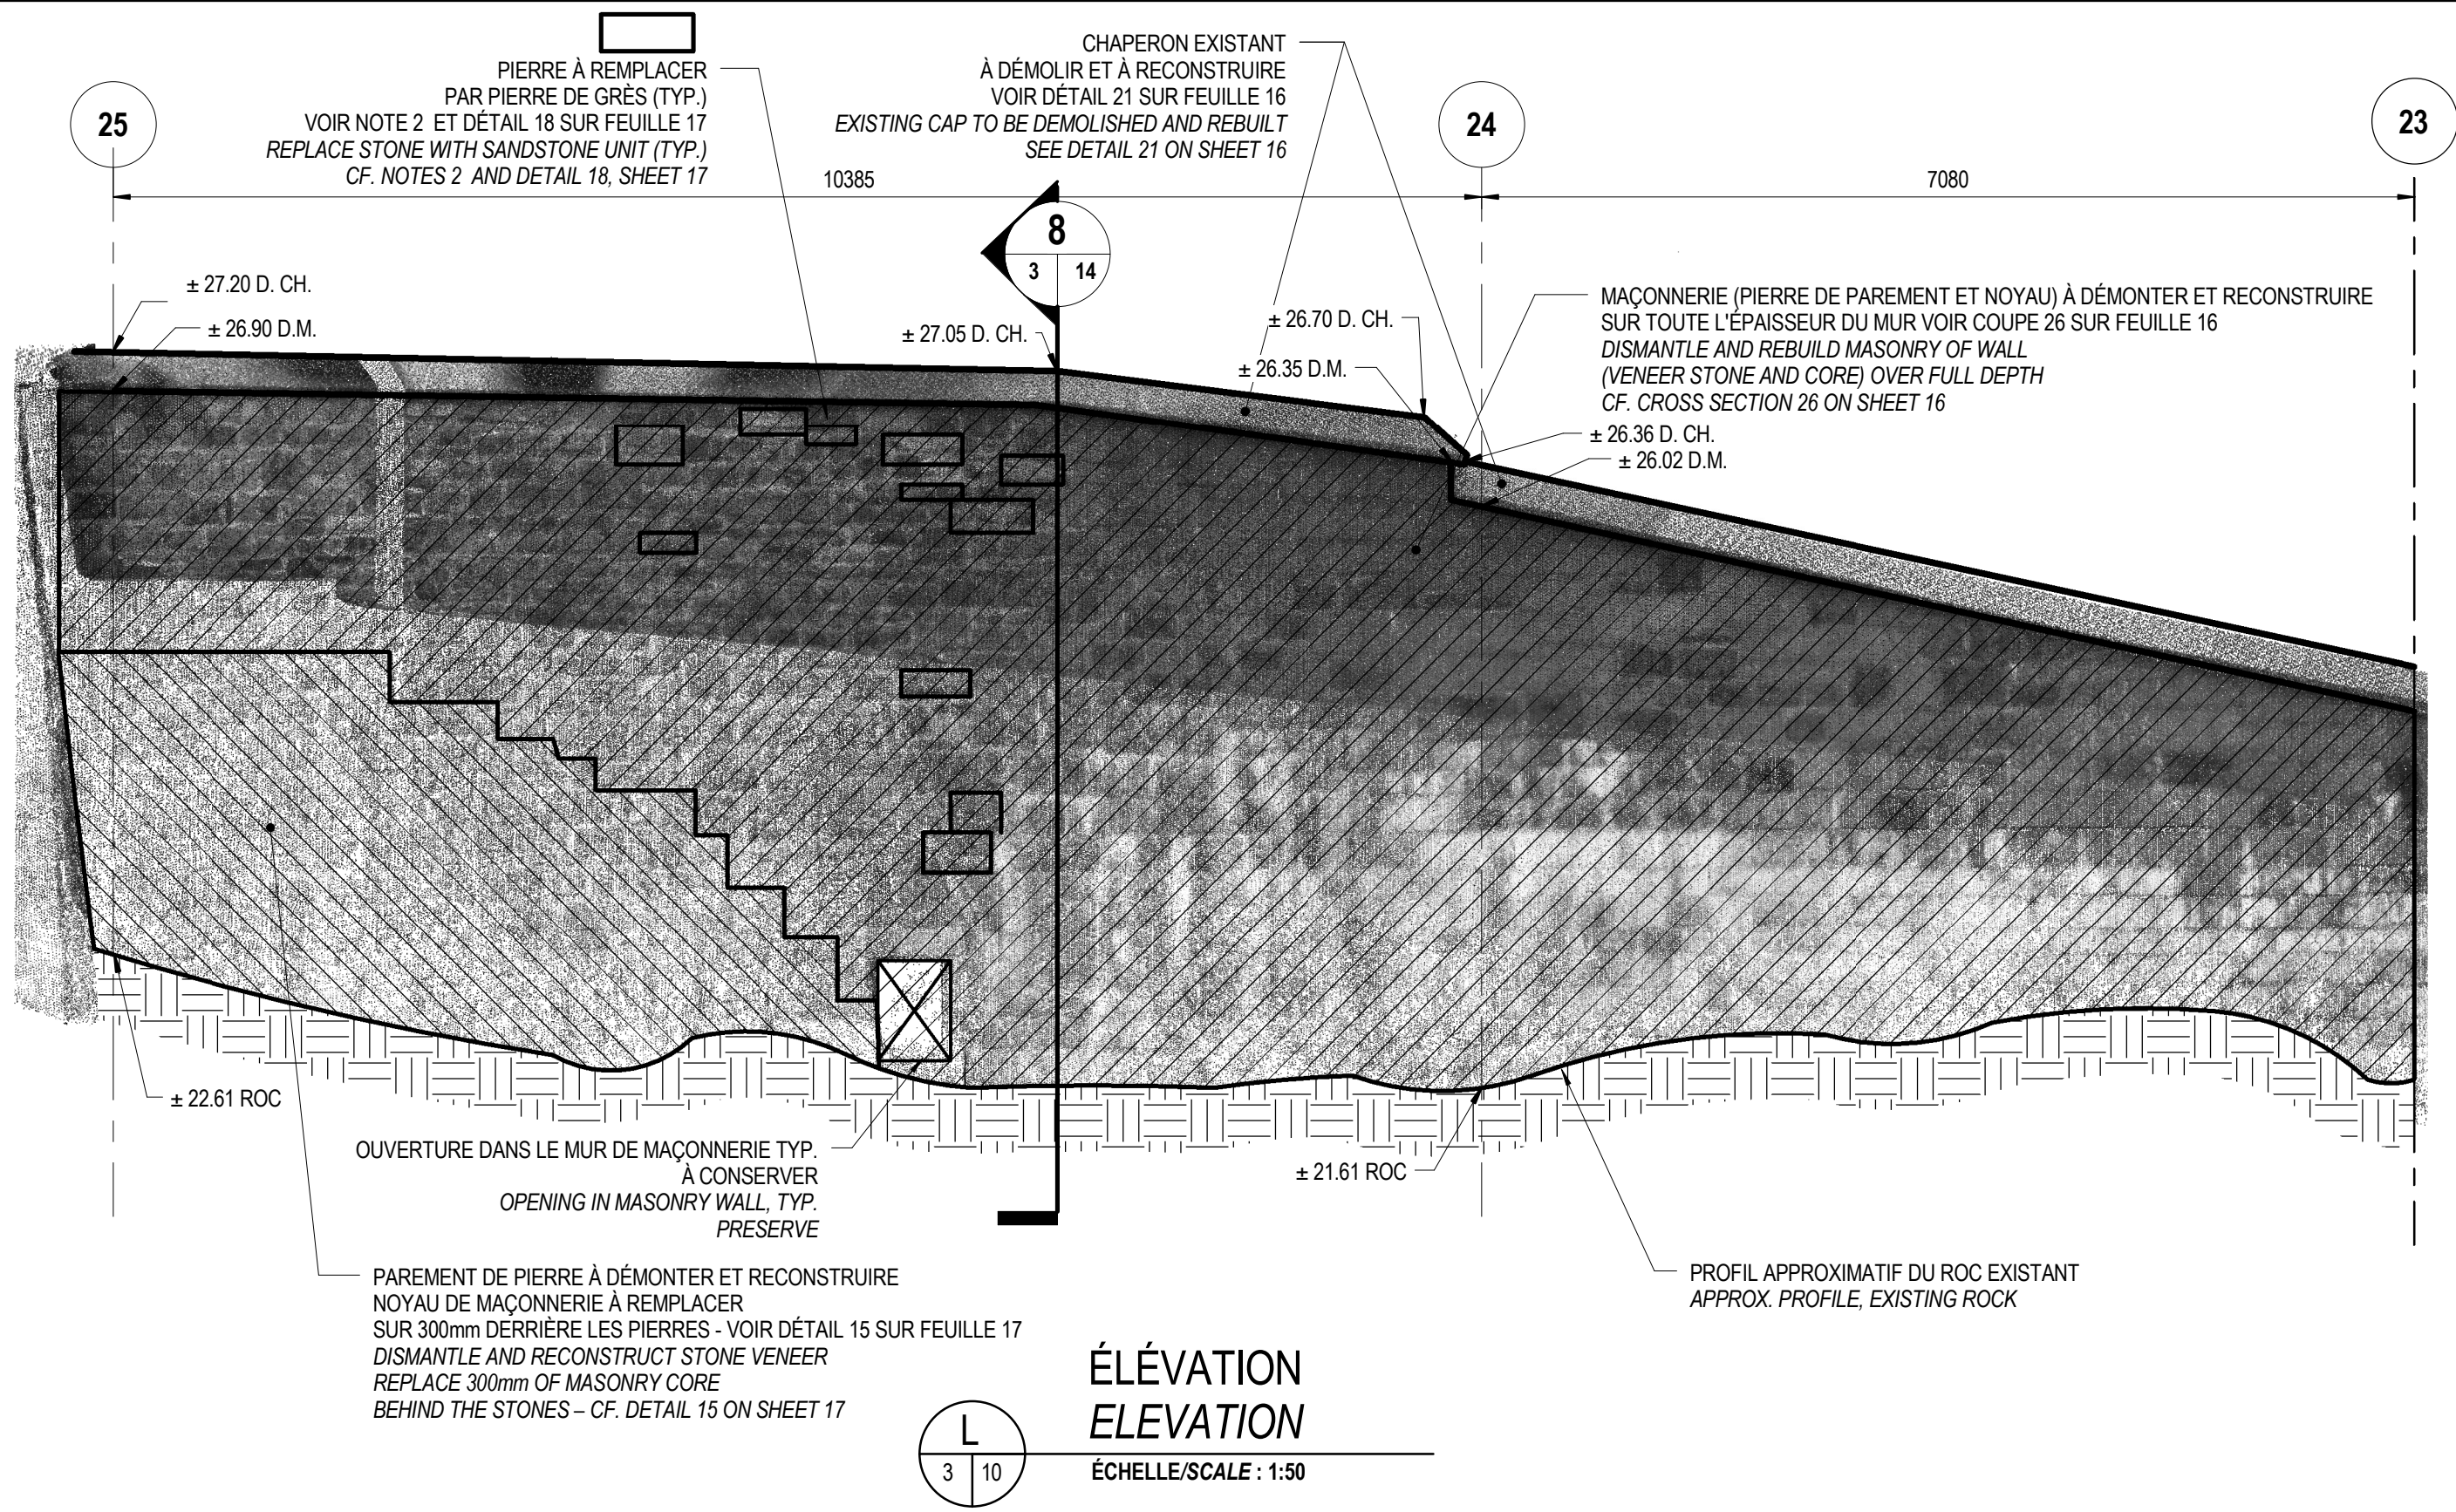 PIERRE À REMPLACER
PAR PIERRE DE GRÈS (TYP.)
VOIR NOTE 2 ET DÉTAIL 18 SUR FEUILLE 17
REPLACE STONE WITH SANDSTONE UNIT (TYP.)
CF. NOTES 2 AND DETAIL 18, SHEET 17
CHAPERON EXISTANT
À DÉMOLIR ET À RECONSTRUIRE
VOIR DÉTAIL 21 SUR FEUILLE 16
EXISTING CAP TO BE DEMOLISHED AND REBUILT
SEE DETAIL 21 ON SHEET 16
25
24
23
10385
7080
8
3 14
± 27.20 D. CH.
± 26.90 D.M.
± 27.05 D. CH.
± 26.70 D. CH.
± 26.35 D.M.
MAÇONNERIE (PIERRE DE PAREMENT ET NOYAU) À DÉMONTER ET RECONSTRUIRE
SUR TOUTE L'ÉPAISSEUR DU MUR VOIR COUPE 26 SUR FEUILLE 16
DISMANTLE AND REBUILD MASONRY OF WALL
(VENEER STONE AND CORE) OVER FULL DEPTH
CF. CROSS SECTION 26 ON SHEET 16
± 26.36 D. CH.
± 26.02 D.M.
± 22.61 ROC
OUVERTURE DANS LE MUR DE MAÇONNERIE TYP.
À CONSERVER
OPENING IN MASONRY WALL, TYP.
PRESERVE
± 21.61 ROC
PAREMENT DE PIERRE À DÉMONTER ET RECONSTRUIRE
NOYAU DE MAÇONNERIE À REMPLACER
SUR 300mm DERRIÈRE LES PIERRES - VOIR DÉTAIL 15 SUR FEUILLE 17
DISMANTLE AND RECONSTRUCT STONE VENEER
REPLACE 300mm OF MASONRY CORE
BEHIND THE STONES – CF. DETAIL 15 ON SHEET 17
PROFIL APPROXIMATIF DU ROC EXISTANT
APPROX. PROFILE, EXISTING ROCK
ÉLÉVATION
ELEVATION
L
3 10
ÉCHELLE/SCALE : 1:50